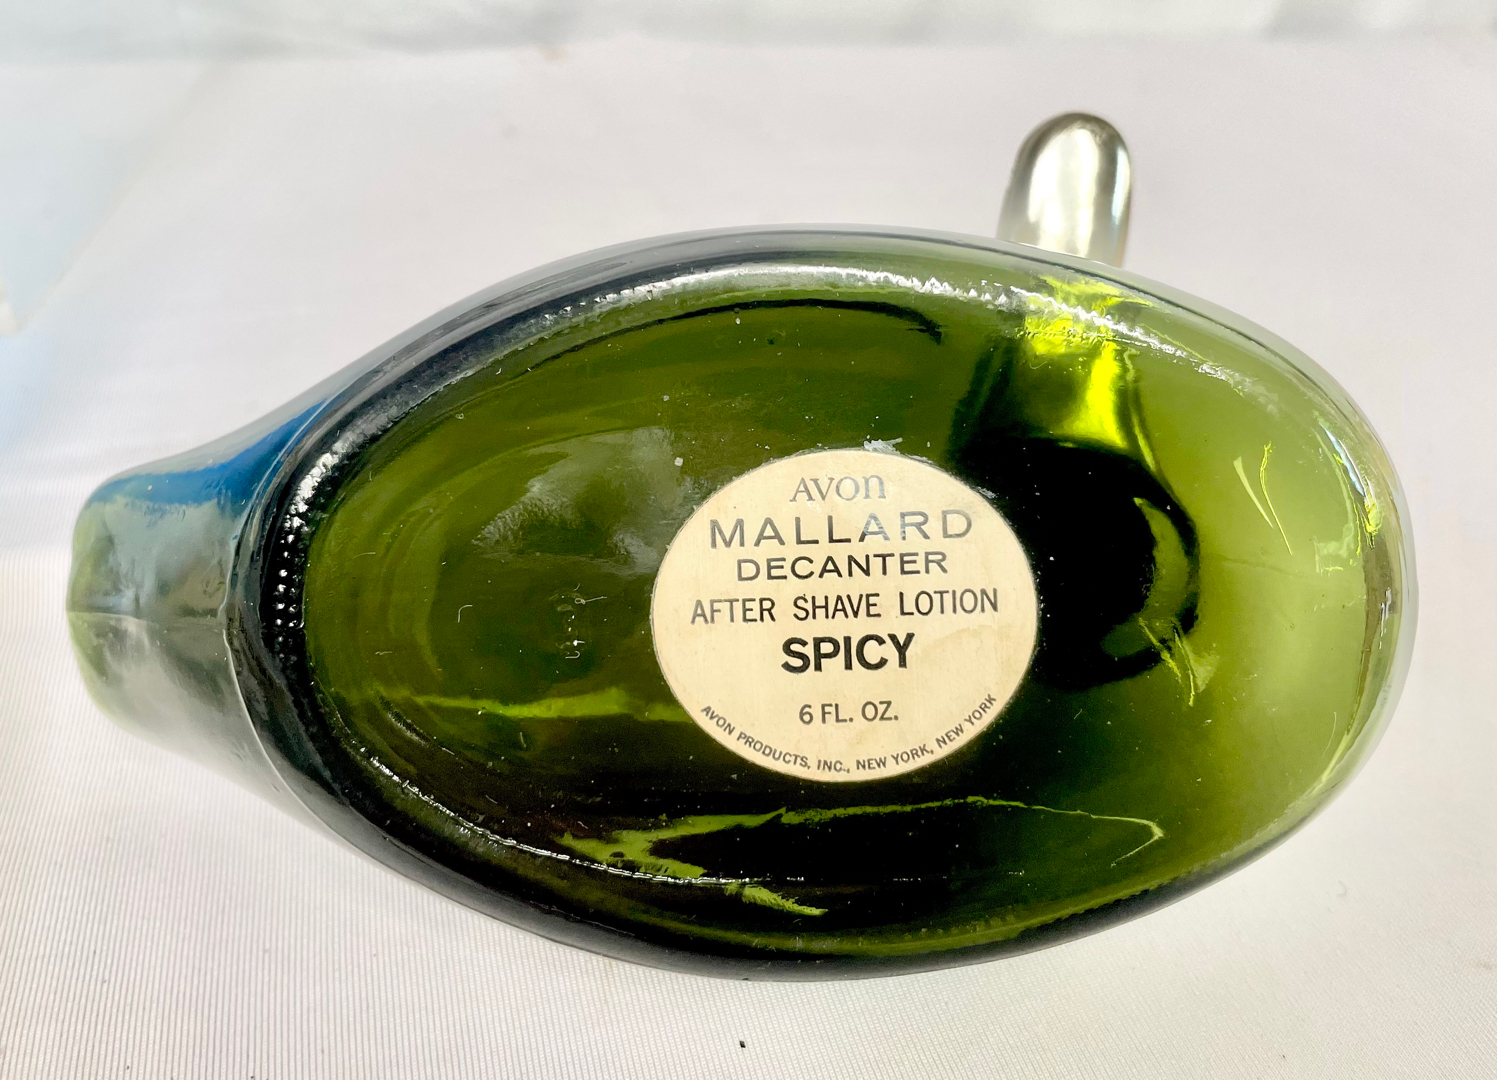 AVON
MALLARD
DECANTER
AFTER SHAVE LOTION
SPICY
6 FL. OZ.
AVON PRODUCTS, INC., NEW YORK, NEW YORK